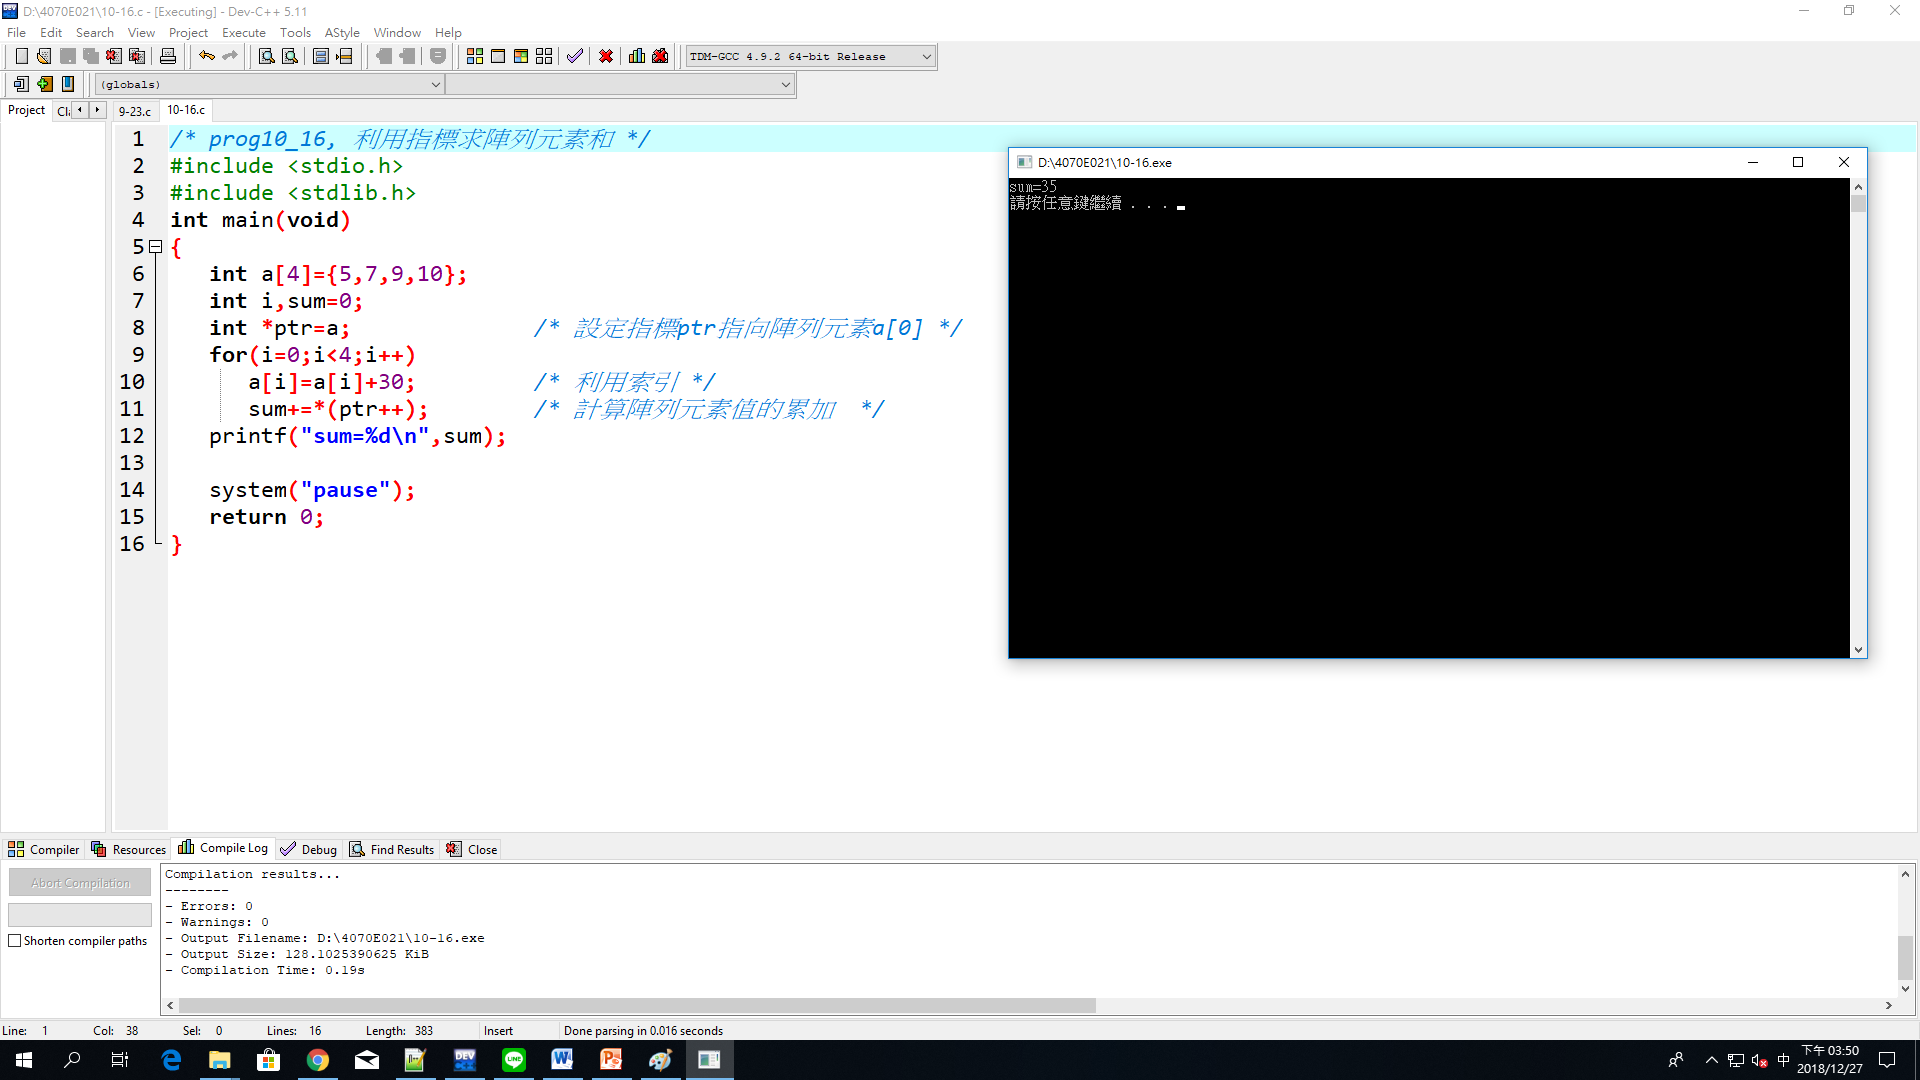 D:\4070E021\10-16.c - [Executing] - Dev-C++ 5.11
File Edit Search View Project Execute Tools AStyle Window Help
TDM-GCC 4.9.2 64-bit Release
(globals)
Project Cl 9-23.c 10-16.c
1 /* prog10_16, 利用指標求陣列元素和 */
2 #include <stdio.h>
3 #include <stdlib.h>
4 int main(void)
5 {
6 int a[4]={5,7,9,10};
7 int i,sum=0;
8 int *ptr=a; /* 設定指標ptr指向陣列元素a[0] */
9 for(i=0;i<4;i++)
10 a[i]=a[i]+30; /* 利用索引 */
11 sum+=*(ptr++); /* 計算陣列元素值的累加 */
12 printf("sum=%d\n",sum);
13
14 system("pause");
15 return 0;
16 }
D:\4070E021\10-16.exe
sum=35
請按任意鍵繼續 . . .
Compiler Resources Compile Log Debug Find Results Close
Abort Compilation
Shorten compiler paths
Compilation results...
--------
- Errors: 0
- Warnings: 0
- Output Filename: D:\4070E021\10-16.exe
- Output Size: 128.1025390625 KiB
- Compilation Time: 0.19s
Line: 1 Col: 38 Sel: 0 Lines: 16 Length: 383 Insert Done parsing in 0.016 seconds
DEV C++ LINE
中
下午 03:50
2018/12/27